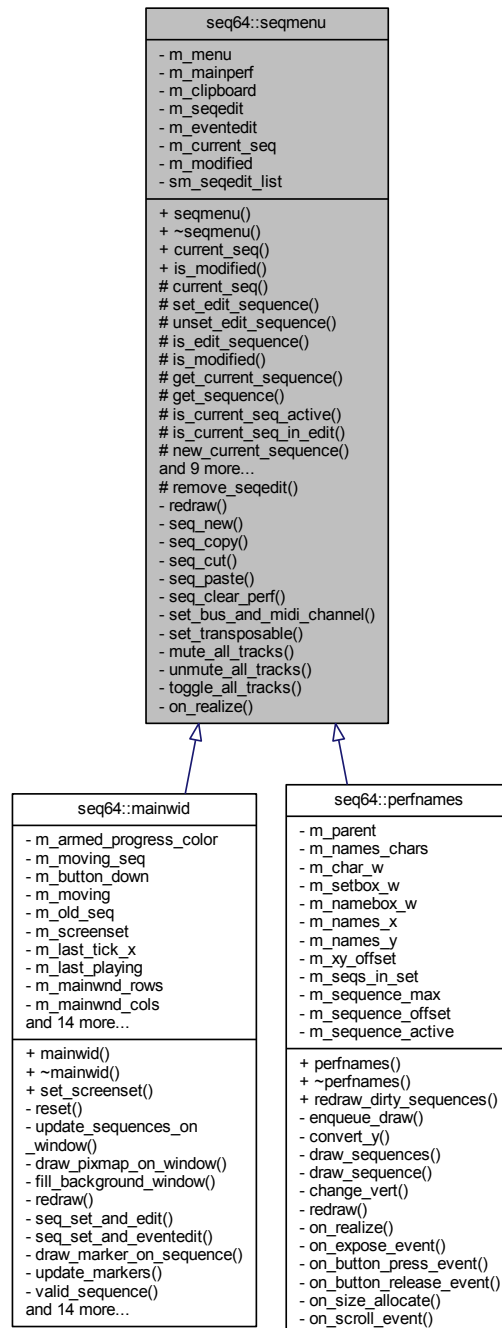 seq64::seqmenu
- m_menu
- m_mainperf
- m_clipboard
- m_seqedit
- m_eventedit
- m_current_seq
- m_modified
- sm_seqedit_list
+ seqmenu()
+ ~seqmenu()
+ current_seq()
+ is_modified()
# current_seq()
# set_edit_sequence()
# unset_edit_sequence()
# is_edit_sequence()
# is_modified()
# get_current_sequence()
# get_sequence()
# is_current_seq_active()
# is_current_seq_in_edit()
# new_current_sequence()
and 9 more...
# remove_seqedit()
- redraw()
- seq_new()
- seq_copy()
- seq_cut()
- seq_paste()
- seq_clear_perf()
- set_bus_and_midi_channel()
- set_transposable()
- mute_all_tracks()
- unmute_all_tracks()
- toggle_all_tracks()
- on_realize()
seq64::mainwid
- m_armed_progress_color
- m_moving_seq
- m_button_down
- m_moving
- m_old_seq
- m_screenset
- m_last_tick_x
- m_last_playing
- m_mainwnd_rows
- m_mainwnd_cols
and 14 more...
+ mainwid()
+ ~mainwid()
+ set_screenset()
- reset()
- update_sequences_on
_window()
- draw_pixmap_on_window()
- fill_background_window()
- redraw()
- seq_set_and_edit()
- seq_set_and_eventedit()
- draw_marker_on_sequence()
- update_markers()
- valid_sequence()
and 14 more...
seq64::perfnames
- m_parent
- m_names_chars
- m_char_w
- m_setbox_w
- m_namebox_w
- m_names_x
- m_names_y
- m_xy_offset
- m_seqs_in_set
- m_sequence_max
- m_sequence_offset
- m_sequence_active
+ perfnames()
+ ~perfnames()
+ redraw_dirty_sequences()
- enqueue_draw()
- convert_y()
- draw_sequences()
- draw_sequence()
- change_vert()
- redraw()
- on_realize()
- on_expose_event()
- on_button_press_event()
- on_button_release_event()
- on_size_allocate()
- on_scroll_event()